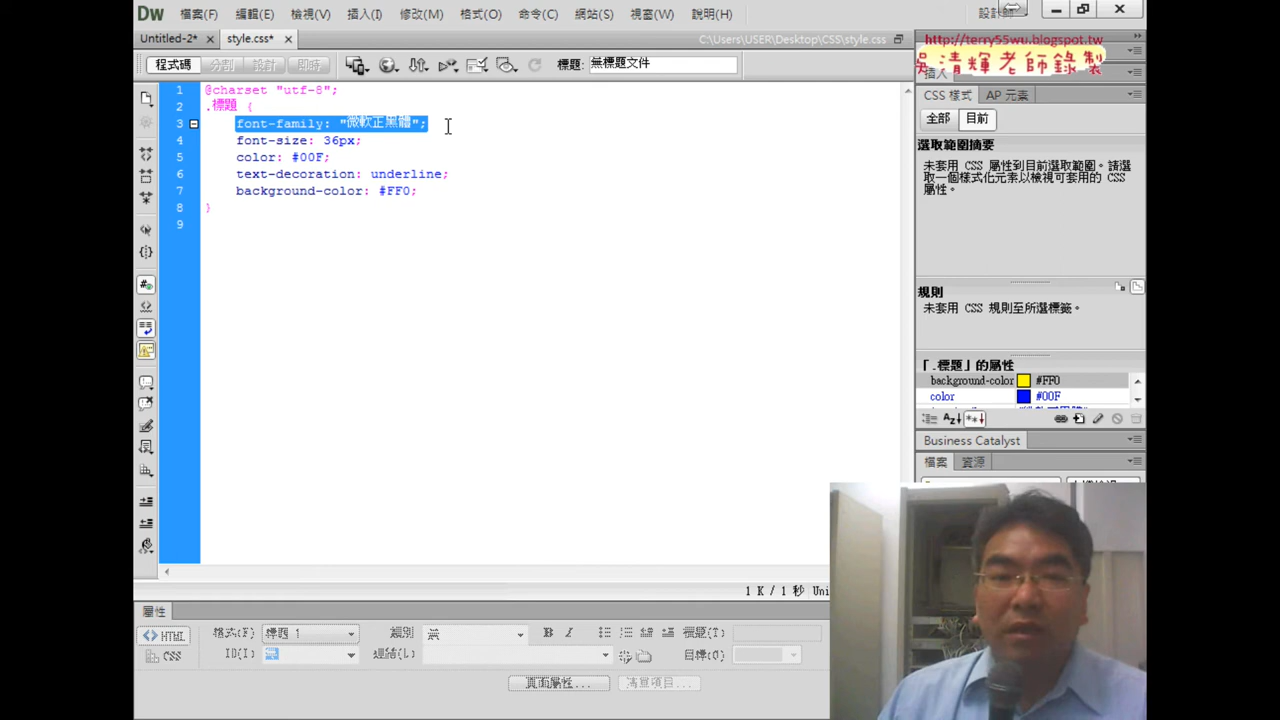 Dw 檔案(F) 編輯(E) 檢視(V) 插入(I) 修改(M) 格式(O) 命令(C) 網站(S) 視窗(W) 說明(H) 設計師
Untitled-2* × style.css* × C:\Users\USER\Desktop\CSS\style.css
http://terry55wu.blogspot.tw
吳清輝老師錄製
程式碼 分割 設計 即時 標題: 無標題文件
插入
1 @charset "utf-8";
2 .標題 {
3 font-family: "微軟正黑體";
4 font-size: 36px;
5 color: #00F;
6 text-decoration: underline;
7 background-color: #FF0;
8 }
9
CSS 樣式 AP 元素
全部 目前
選取範圍摘要
未套用 CSS 屬性到目前選取範圍。請選
取一個樣式化元素以檢視可套用的 CSS
屬性。
規則
未套用 CSS 規則至所選標籤。
「.標題」的屬性
background-color #FF0
color #00F
Business Catalyst
檔案 資源
1 K / 1 秒 Uni
屬性
HTML 格式(F) 標題 1 類別 無 B I 標題(T)
CSS ID(I) 無 連結(L) 目標(G)
頁面屬性... 清單項目...